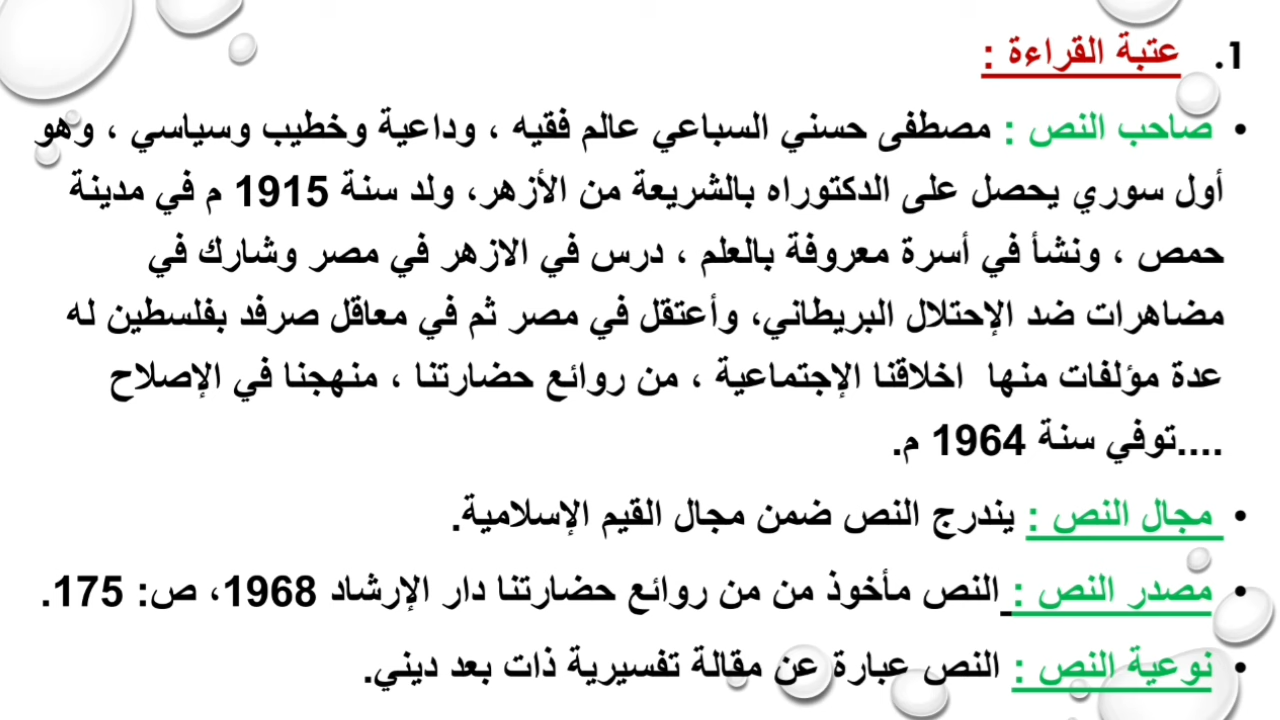 1. عتبة القراءة :
• صاحب النص : مصطفى حسني السباعي عالم فقيه ، وداعية وخطيب وسياسي ، وهو
أول سوري يحصل على الدكتوراه بالشريعة من الأزهر، ولد سنة 1915 م في مدينة
حمص ، ونشأ في أسرة معروفة بالعلم ، درس في الازهر في مصر وشارك في
مضاهرات ضد الإحتلال البريطاني، وأعتقل في مصر ثم في معاقل صرفد بفلسطين له
عدة مؤلفات منها اخلاقنا الإجتماعية ، من روائع حضارتنا ، منهجنا في الإصلاح
....توفي سنة 1964 م.
• مجال النص : يندرج النص ضمن مجال القيم الإسلامية.
• مصدر النص : النص مأخوذ من من روائع حضارتنا دار الإرشاد 1968، ص: 175.
• نوعية النص : النص عبارة عن مقالة تفسيرية ذات بعد ديني.